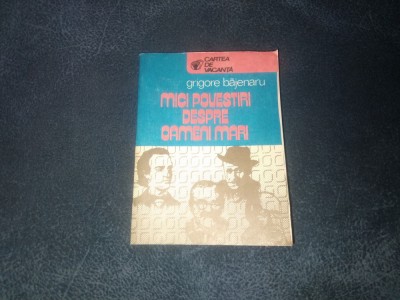 CARTEA
DE
VACANȚĂ
grigore băjenaru
MICI POVESTIRI
DESPRE
OAMENI MARI